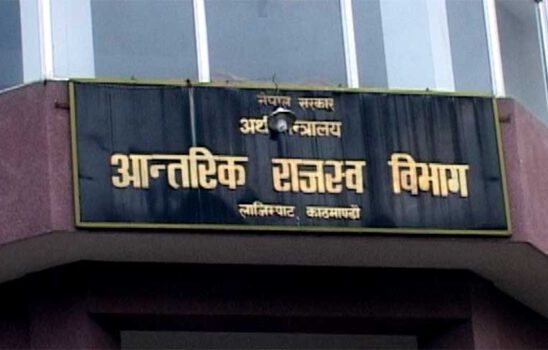 नेपाल सरकार
अर्थ मन्त्रालय
आन्तरिक राजस्व विभाग
लाजिम्पाट, काठमाण्डौ